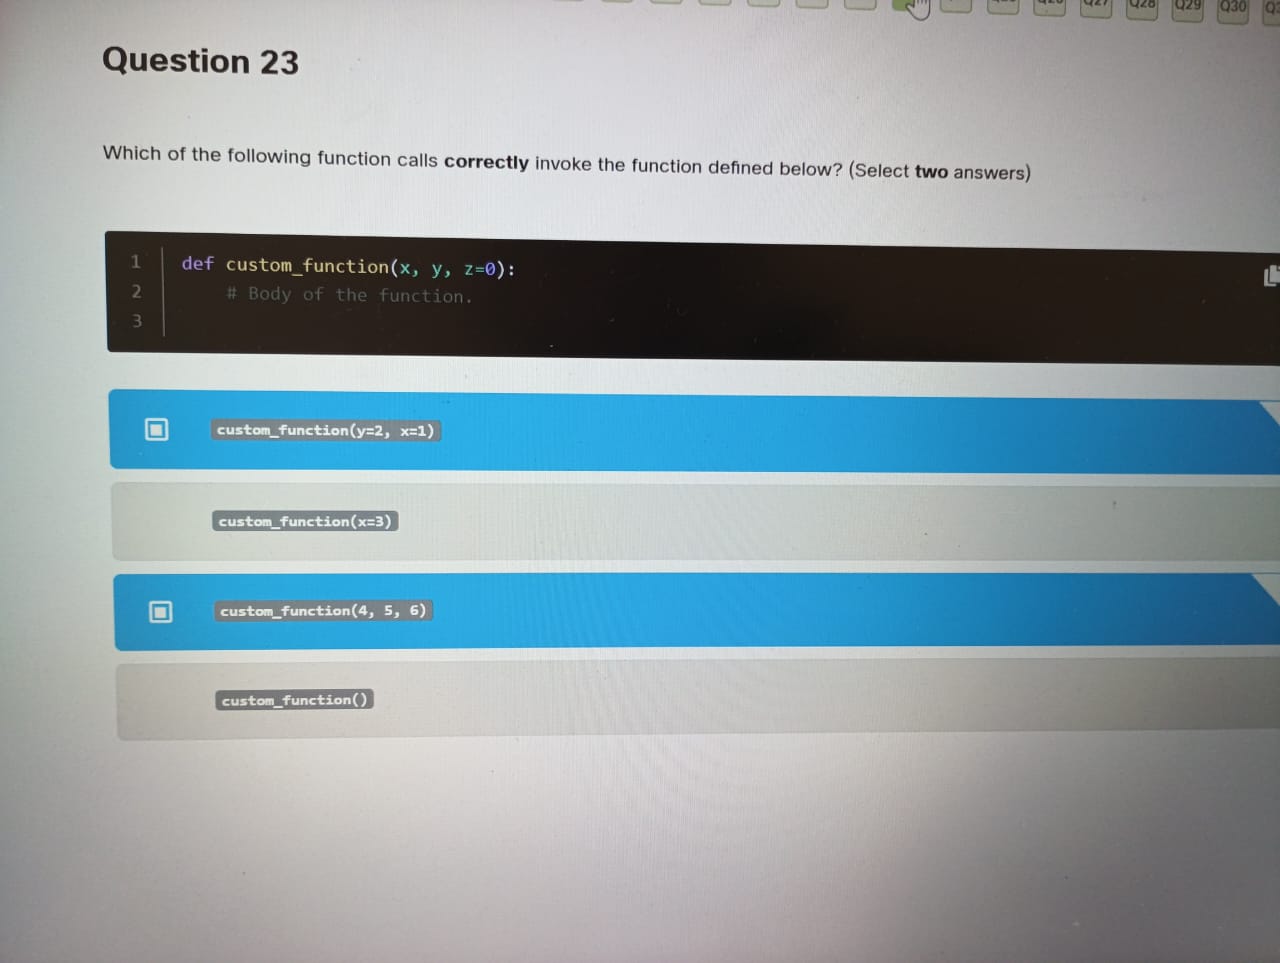 Q27 Q28 Q29 Q30
Question 23
Which of the following function calls correctly invoke the function defined below? (Select two answers)
1 def custom_function(x, y, z=0):
2 # Body of the function.
3
custom_function(y=2, x=1)
custom_function(x=3)
custom_function(4, 5, 6)
custom_function()